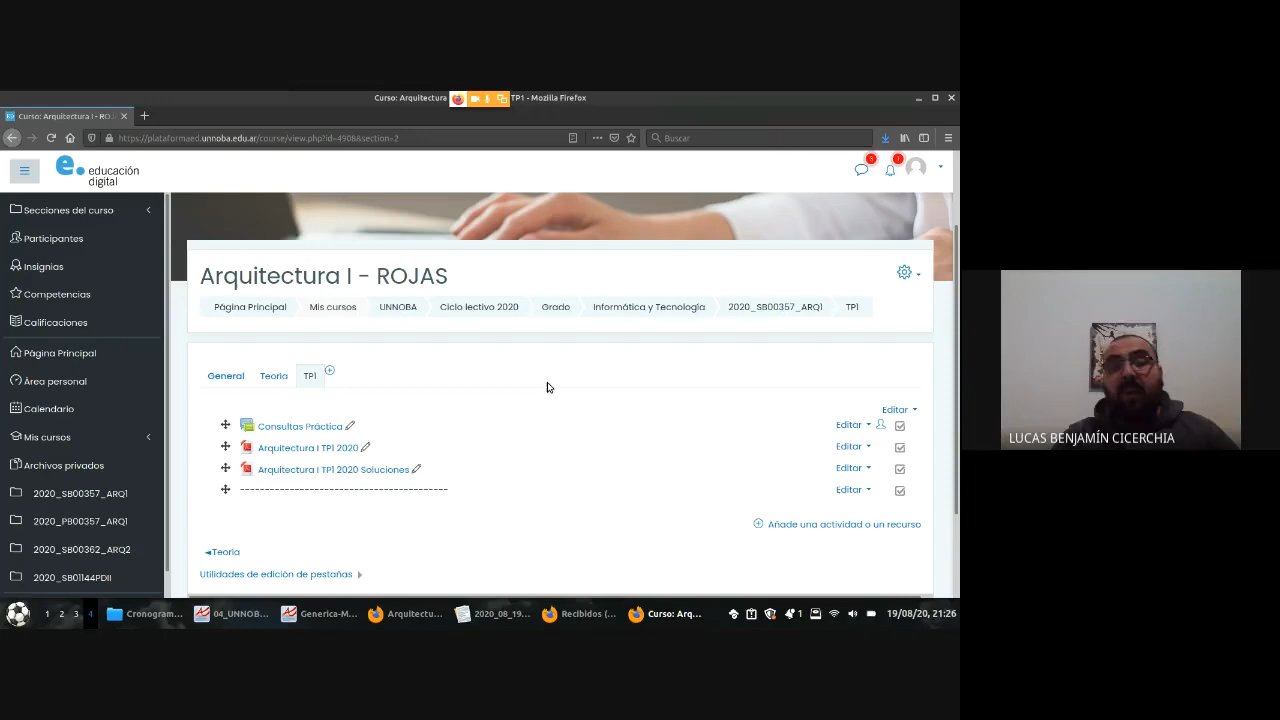 Curso: Arquitectura TP1 - Mozilla Firefox
Curso: Arquitectura I - RO
https://plataformaed.unnoba.edu.ar/course/view.php?id=4908&section=2
Buscar
e. educación digital
3
1
Secciones del curso
Participantes
Insignias
Competencias
Calificaciones
Página Principal
Área personal
Calendario
Mis cursos
Archivos privados
2020_SB00357_ARQ1
2020_PB00357_ARQ1
2020_SB00362_ARQ2
2020_SB01144PDII
Arquitectura I - ROJAS
Página Principal Mis cursos UNNOBA Ciclo lectivo 2020 Grado Informática y Tecnología 2020_SB00357_ARQ1 TP1
General Teoría TP1
Editar
Consultas Práctica Editar
Arquitectura I TP1 2020 Editar
Arquitectura I TP1 2020 Soluciones Editar
------------------------------------------ Editar
Añade una actividad o un recurso
◄Teoría
Utilidades de edición de pestañas
LUCAS BENJAMÍN CICERCHIA
1 2 3 4 Cronogram... 04_UNNOB... Generica-M... Arquitectu... 2020_08_19... Recibidos (... Curso: Arq... 1 19/08/20, 21:26